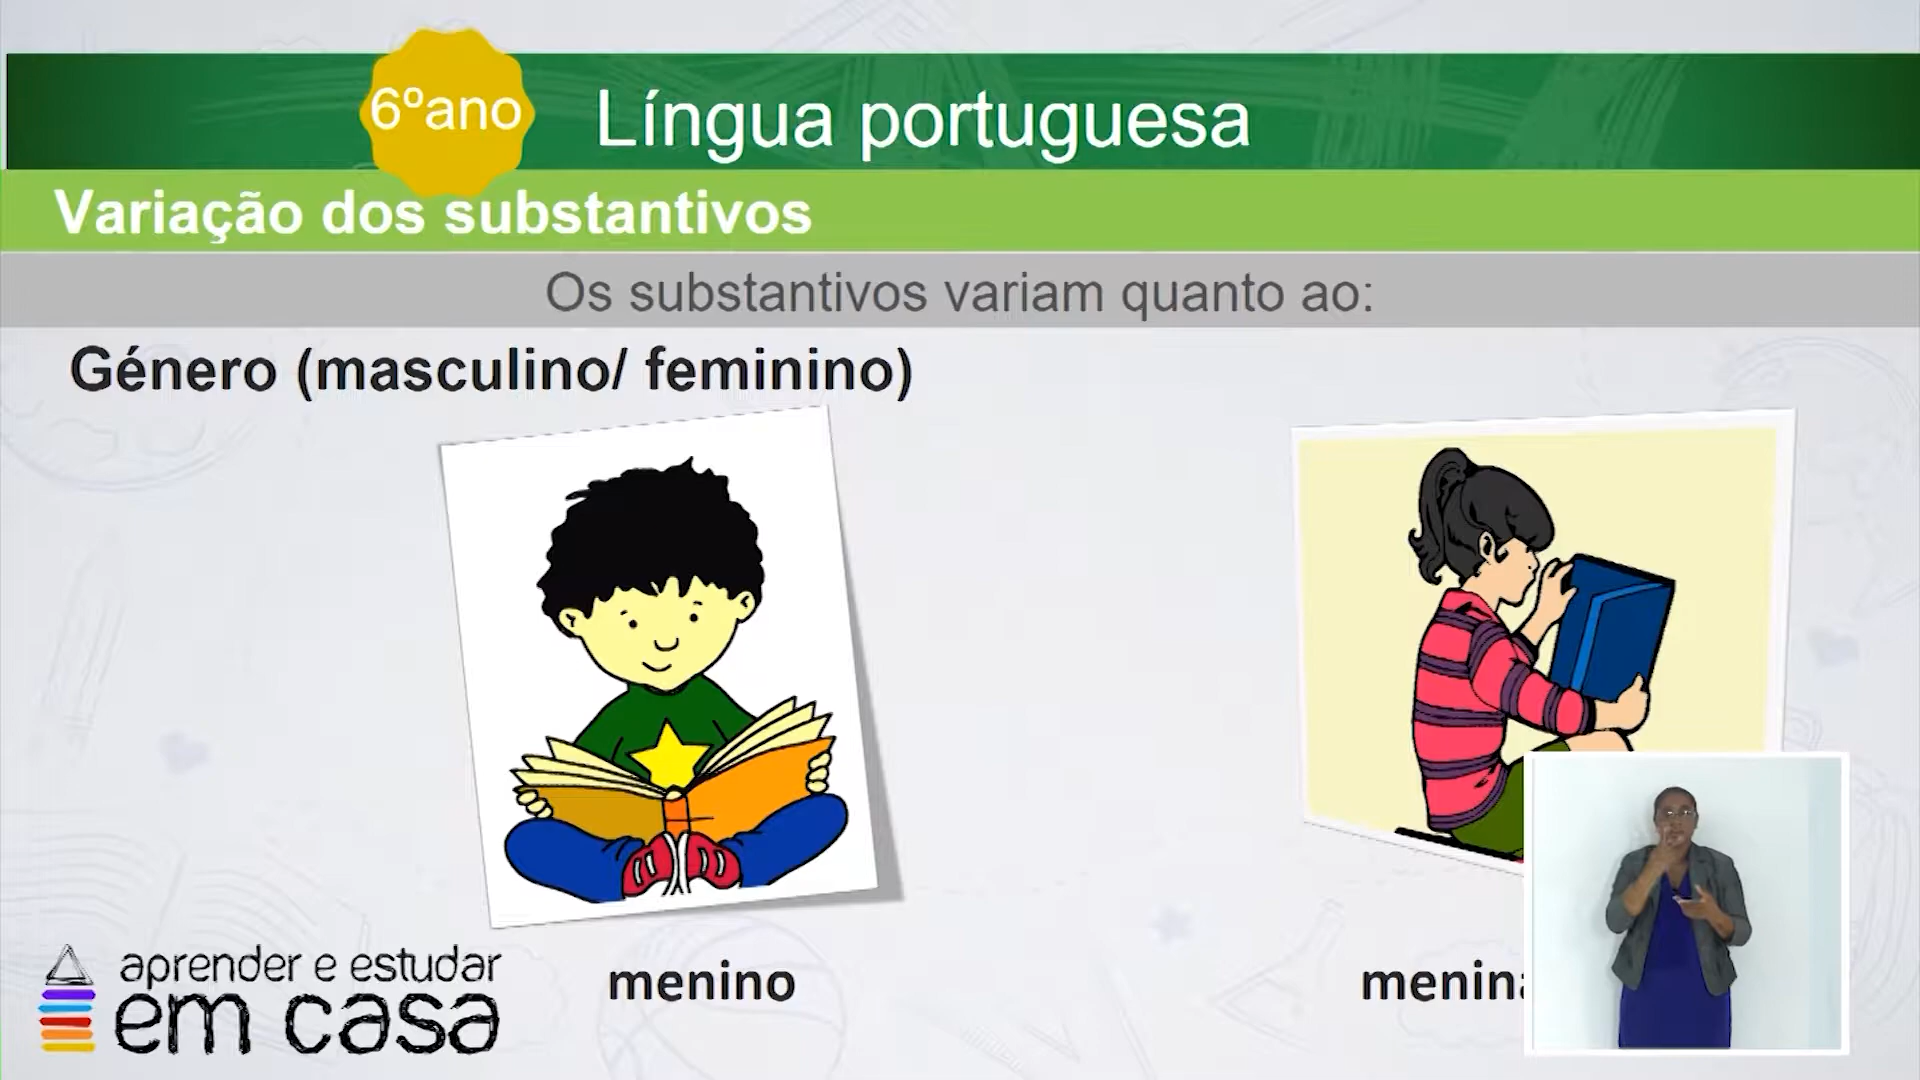 6ºano
Língua portuguesa
Variação dos substantivos
Os substantivos variam quanto ao:
Género (masculino/ feminino)
menino
aprender e estudar
em casa